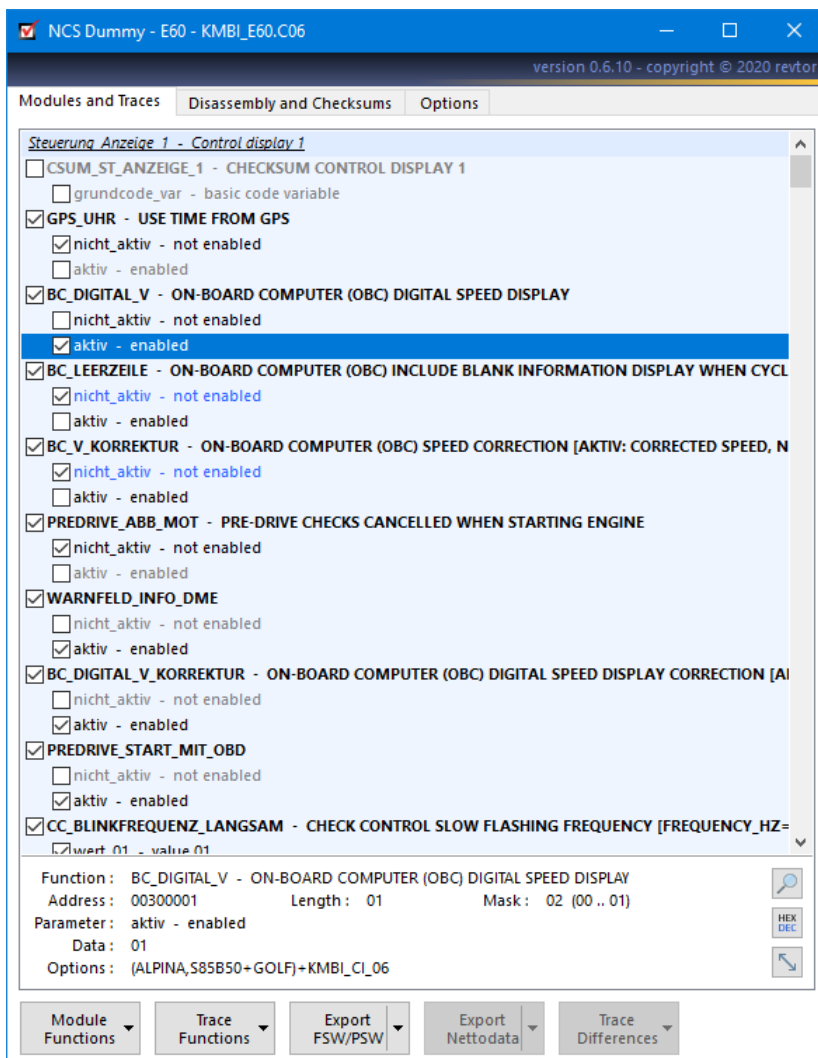 NCS Dummy - E60 - KMBI_E60.C06
version 0.6.10 - copyright © 2020 revtor
Modules and Traces Disassembly and Checksums Options
Steuerung Anzeige 1 - Control display 1
CSUM_ST_ANZEIGE_1 - CHECKSUM CONTROL DISPLAY 1
grundcode_var - basic code variable
GPS_UHR - USE TIME FROM GPS
nicht_aktiv - not enabled
aktiv - enabled
BC_DIGITAL_V - ON-BOARD COMPUTER (OBC) DIGITAL SPEED DISPLAY
nicht_aktiv - not enabled
aktiv - enabled
BC_LEERZEILE - ON-BOARD COMPUTER (OBC) INCLUDE BLANK INFORMATION DISPLAY WHEN CYCL
nicht_aktiv - not enabled
aktiv - enabled
BC_V_KORREKTUR - ON-BOARD COMPUTER (OBC) SPEED CORRECTION [AKTIV: CORRECTED SPEED, N
nicht_aktiv - not enabled
aktiv - enabled
PREDRIVE_ABB_MOT - PRE-DRIVE CHECKS CANCELLED WHEN STARTING ENGINE
nicht_aktiv - not enabled
aktiv - enabled
WARNFELD_INFO_DME
nicht_aktiv - not enabled
aktiv - enabled
BC_DIGITAL_V_KORREKTUR - ON-BOARD COMPUTER (OBC) DIGITAL SPEED DISPLAY CORRECTION [A
nicht_aktiv - not enabled
aktiv - enabled
PREDRIVE_START_MIT_OBD
nicht_aktiv - not enabled
aktiv - enabled
CC_BLINKFREQUENZ_LANGSAM - CHECK CONTROL SLOW FLASHING FREQUENCY [FREQUENCY_HZ=
wert_01 - value 01
Function : BC_DIGITAL_V - ON-BOARD COMPUTER (OBC) DIGITAL SPEED DISPLAY
Address : 00300001 Length : 01 Mask : 02 (00 .. 01)
Parameter : aktiv - enabled
HEX
DEC
Data : 01
Options : (ALPINA,S85B50+GOLF)+KMBI_CI_06
Module Functions
Trace Functions
Export FSW/PSW
Export Nettodata
Trace Differences